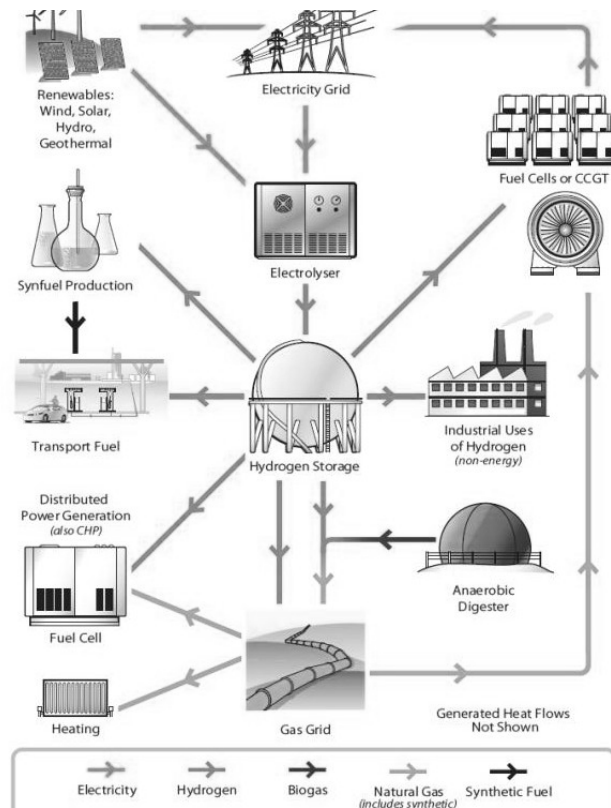 Renewables:
Wind, Solar,
Hydro,
Geothermal
Electricity Grid
Fuel Cells or CCGT
Electrolyser
Synfuel Production
Transport Fuel
Hydrogen Storage
Industrial Uses
of Hydrogen
(non-energy)
Distributed
Power Generation
(also CHP)
Fuel Cell
Anaerobic
Digester
Heating
Gas Grid
Generated Heat Flows
Not Shown
Electricity
Hydrogen
Biogas
Natural Gas
(includes synthetic)
Synthetic Fuel